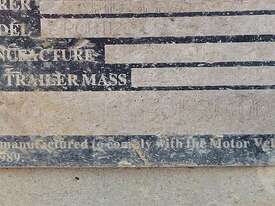 RER
DEL
NUFACTURE
TRAILER MASS
manufactured to comply with the Motor Veh
989.